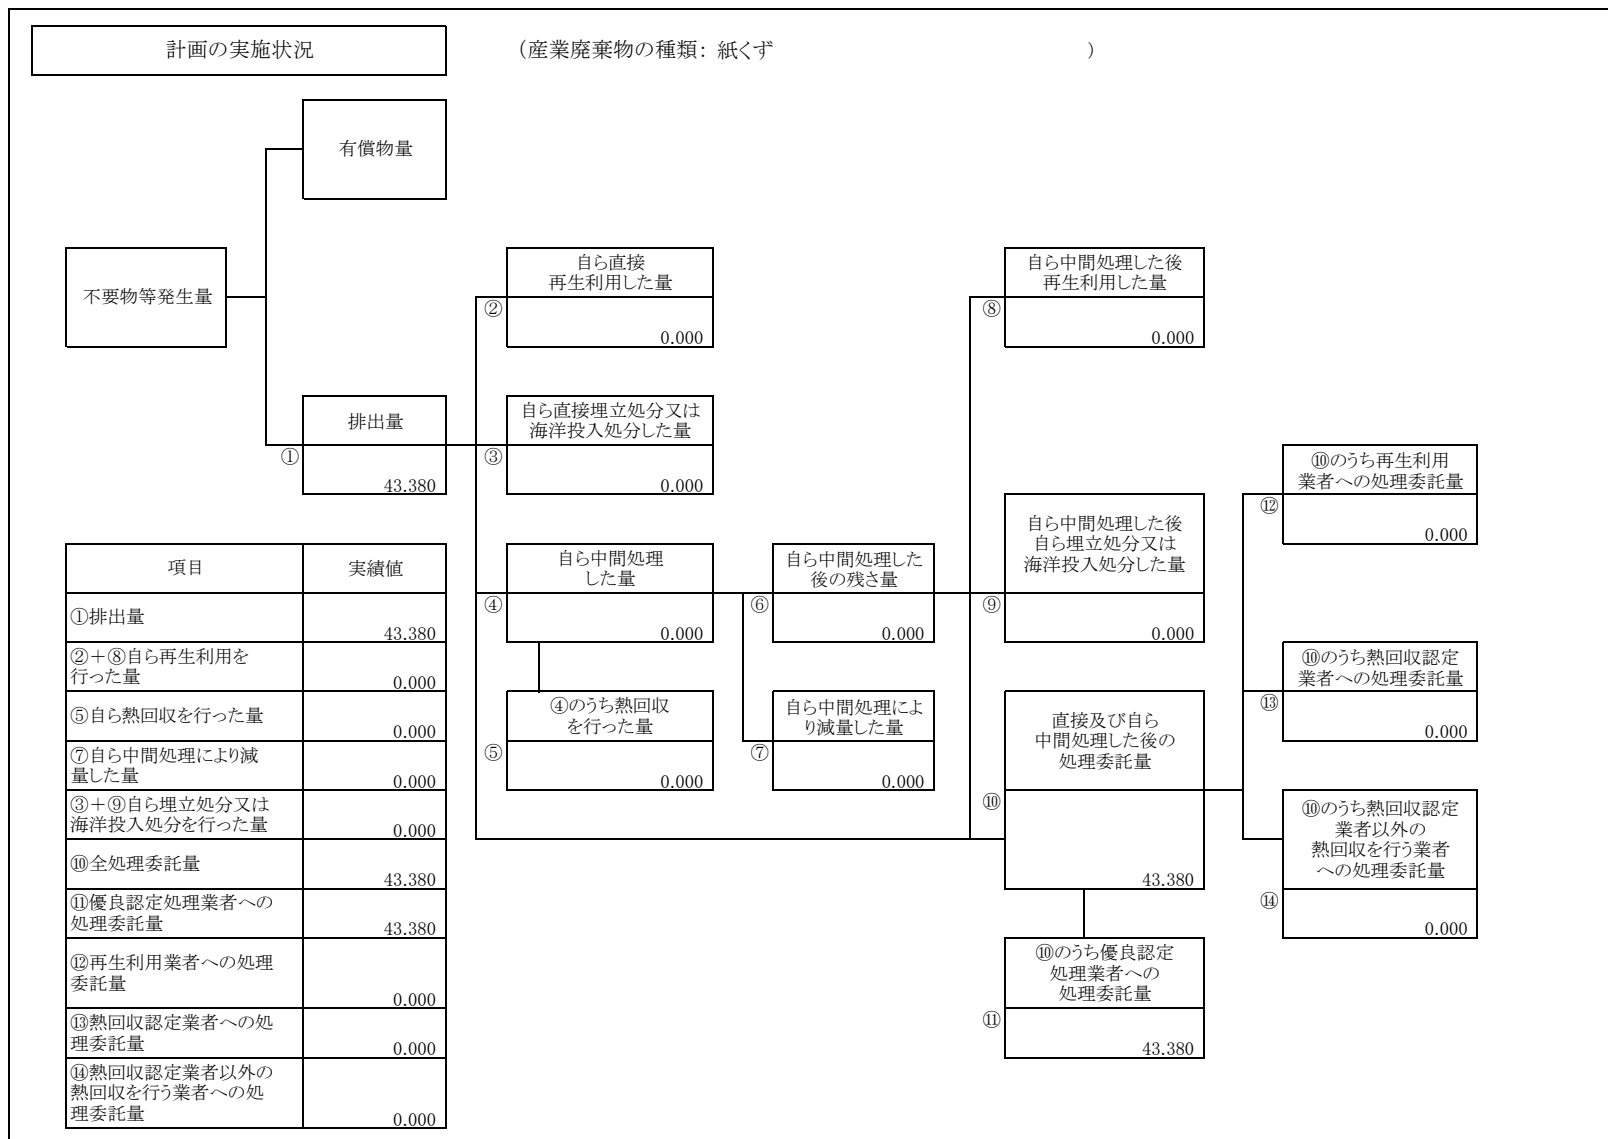 計画の実施状況
(産業廃棄物の種類：紙くず　)
有償物量
不要物等発生量
自ら直接
再生利用した量
②
0.000
自ら中間処理した後
再生利用した量
⑧
0.000
排出量
①
43.380
自ら直接埋立処分又は
海洋投入処分した量
③
0.000
⑩のうち再生利用
業者への処理委託量
⑫
0.000
自ら中間処理
した量
④
0.000
自ら中間処理した
後の残さ量
⑥
0.000
自ら中間処理した後
自ら埋立処分又は
海洋投入処分した量
⑨
0.000
④のうち熱回収
を行った量
⑤
0.000
自ら中間処理によ
り減量した量
⑦
0.000
直接及び自ら
中間処理した後の
処理委託量
⑩
43.380
⑩のうち熱回収認定
業者への処理委託量
⑬
0.000
⑩のうち熱回収認定
業者以外の
熱回収を行う業者
への処理委託量
⑭
0.000
⑩のうち優良認定
処理業者への
処理委託量
⑪
43.380
項目 実績値
①排出量
43.380
②＋⑧自ら再生利用を
行った量
0.000
⑤自ら熱回収を行った量
0.000
⑦自ら中間処理により減
量した量
0.000
③＋⑨自ら埋立処分又は
海洋投入処分を行った量
0.000
⑩全処理委託量
43.380
⑪優良認定処理業者への
処理委託量
43.380
⑫再生利用業者への処理
委託量
0.000
⑬熱回収認定業者への処
理委託量
0.000
⑭熱回収認定業者以外の
熱回収を行う業者への処
理委託量
0.000